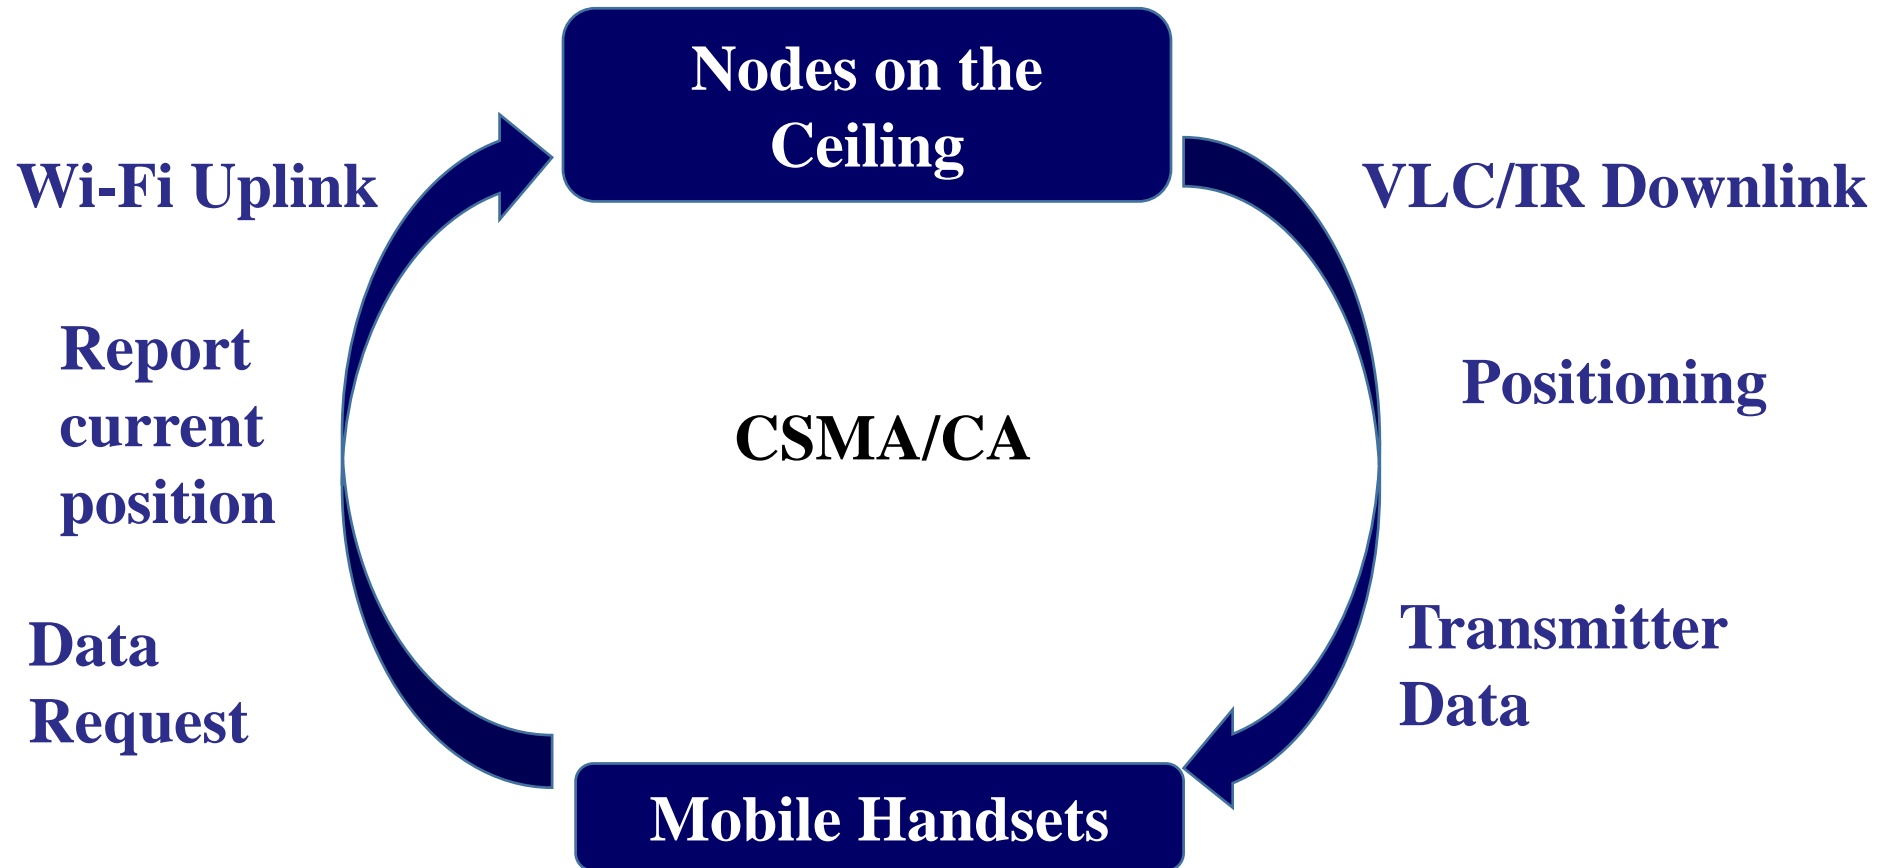 Nodes on the
Ceiling
Wi-Fi Uplink
VLC/IR Downlink
Report
current
position
Positioning
CSMA/CA
Data
Request
Transmitter
Data
Mobile Handsets